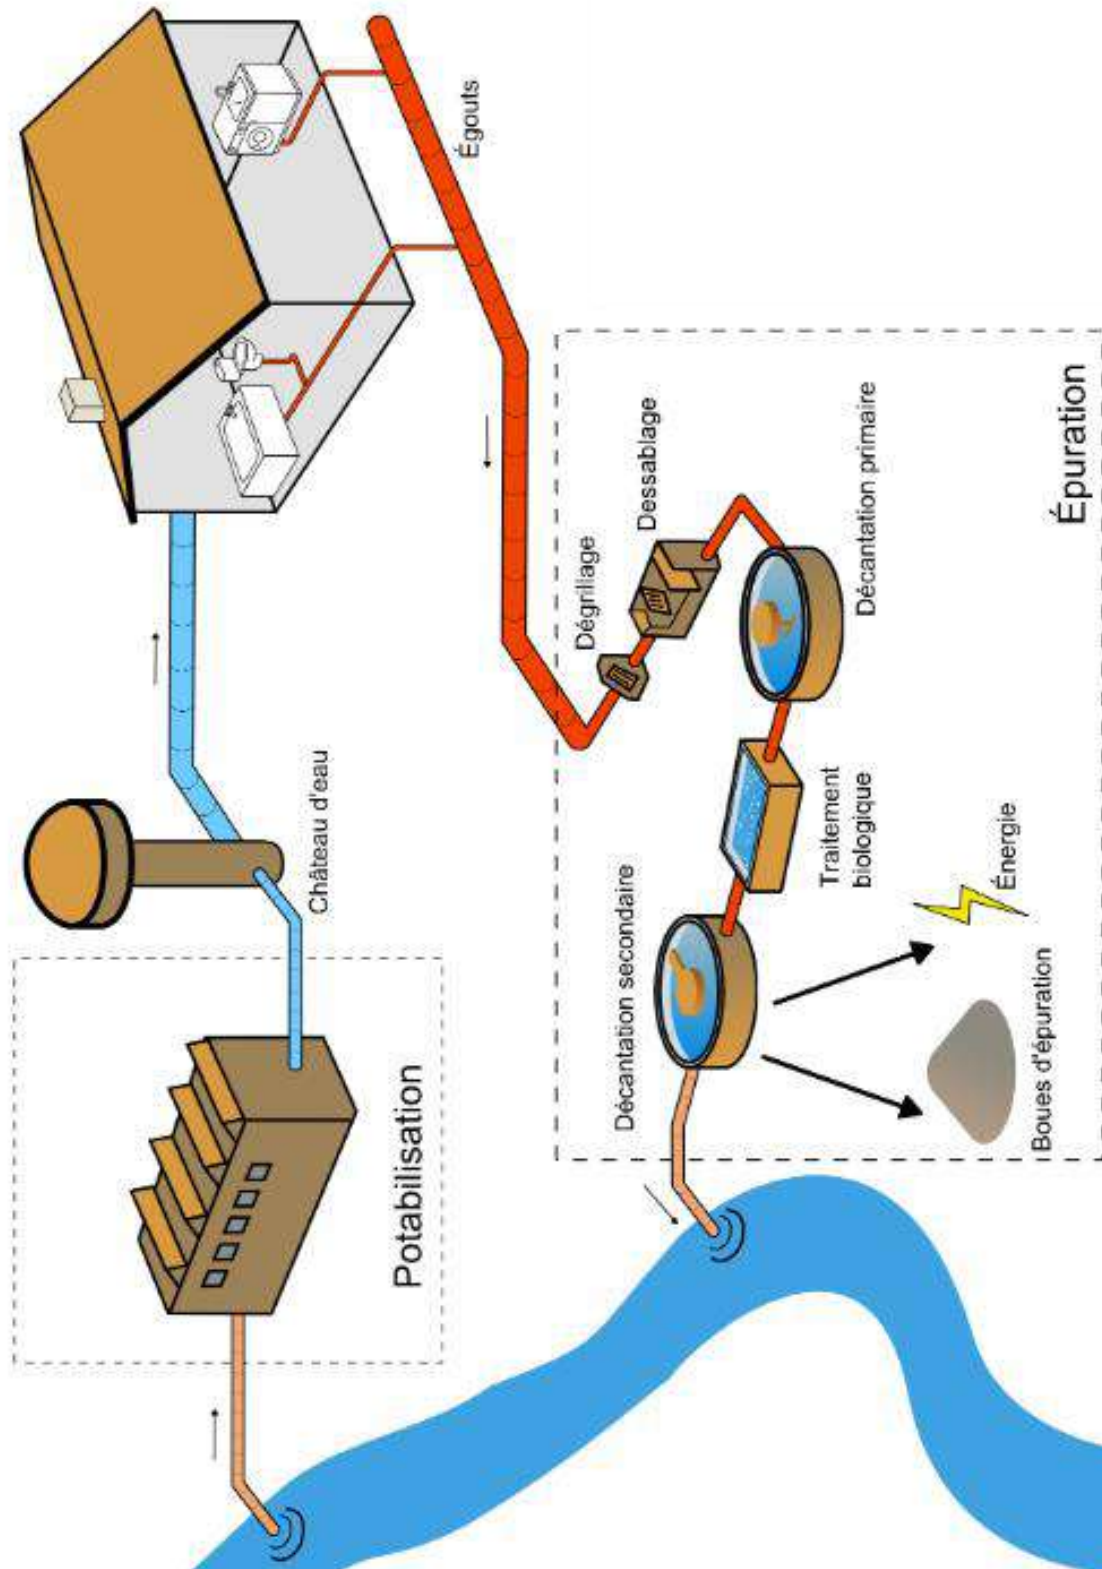 Potabilisation
Château d'eau
Égouts
Dégrillage
Dessablage
Décantation primaire
Traitement
biologique
Décantation secondaire
Énergie
Boues d'épuration
Épuration